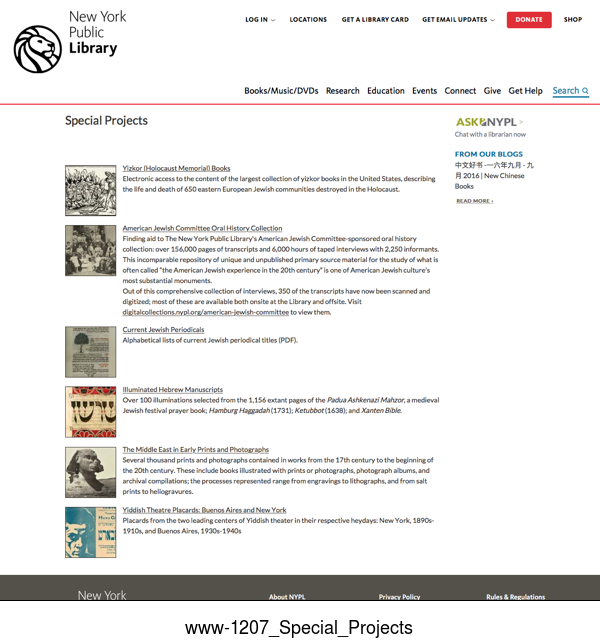 New York
Public
Library
LOG IN
LOCATIONS
GET A LIBRARY CARD
GET EMAIL UPDATES
DONATE
SHOP
Books/Music/DVDs Research Education Events Connect Give Get Help Search
Special Projects
Yizkor (Holocaust Memorial) Books
Electronic access to the content of the largest collection of yizkor books in the United States, describing
the life and death of 650 eastern European Jewish communities destroyed in the Holocaust.
American Jewish Committee Oral History Collection
Finding aid to The New York Public Library's American Jewish Committee-sponsored oral history
collection: over 156,000 pages of transcripts and 6,000 hours of taped interviews with 2,250 informants.
This incomparable repository of unique and unpublished primary source material for the study of what is
often called "the American Jewish experience in the 20th century" is one of American Jewish culture's
most substantial monuments.
Out of this comprehensive collection of interviews, 350 of the transcripts have now been scanned and
digitized; most of these are available both onsite at the Library and offsite. Visit
digitalcollections.nypl.org/american-jewish-committee to view them.
Current Jewish Periodicals
Alphabetical lists of current Jewish periodical titles (PDF).
Illuminated Hebrew Manuscripts
Over 100 illuminations selected from the 1,156 extant pages of the Padua Ashkenazi Mahzor, a medieval
Jewish festival prayer book; Hamburg Haggadah (1731); Ketubbot (1638); and Xanten Bible.
The Middle East in Early Prints and Photographs
Several thousand prints and photographs contained in works from the 17th century to the beginning of
the 20th century. These include books illustrated with prints or photographs, photograph albums, and
archival compilations; the processes represented range from engravings to lithographs, and from salt
prints to heliogravures.
Yiddish Theatre Placards: Buenos Aires and New York
Placards from the two leading centers of Yiddish theater in their respective heydays: New York, 1890s-
1910s, and Buenos Aires, 1930s-1940s
ASK NYPL >
Chat with a librarian now
FROM OUR BLOGS
中文好书 -一六年九月 - 九
月 2016 | New Chinese
Books
READ MORE ›
New York
About NYPL
Privacy Policy
Rules & Regulations
www-1207_Special_Projects